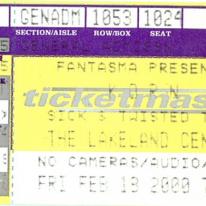 GENADM 1053 1024
SECTION/AISLE ROW/BOX SEAT
FANTASMA PRESEN
KORN
ticketmas
SICK & TWISTED
THE LAKELAND CEN
NO CAMERAS/AUDIO/
FRI FEB 18 2000 7